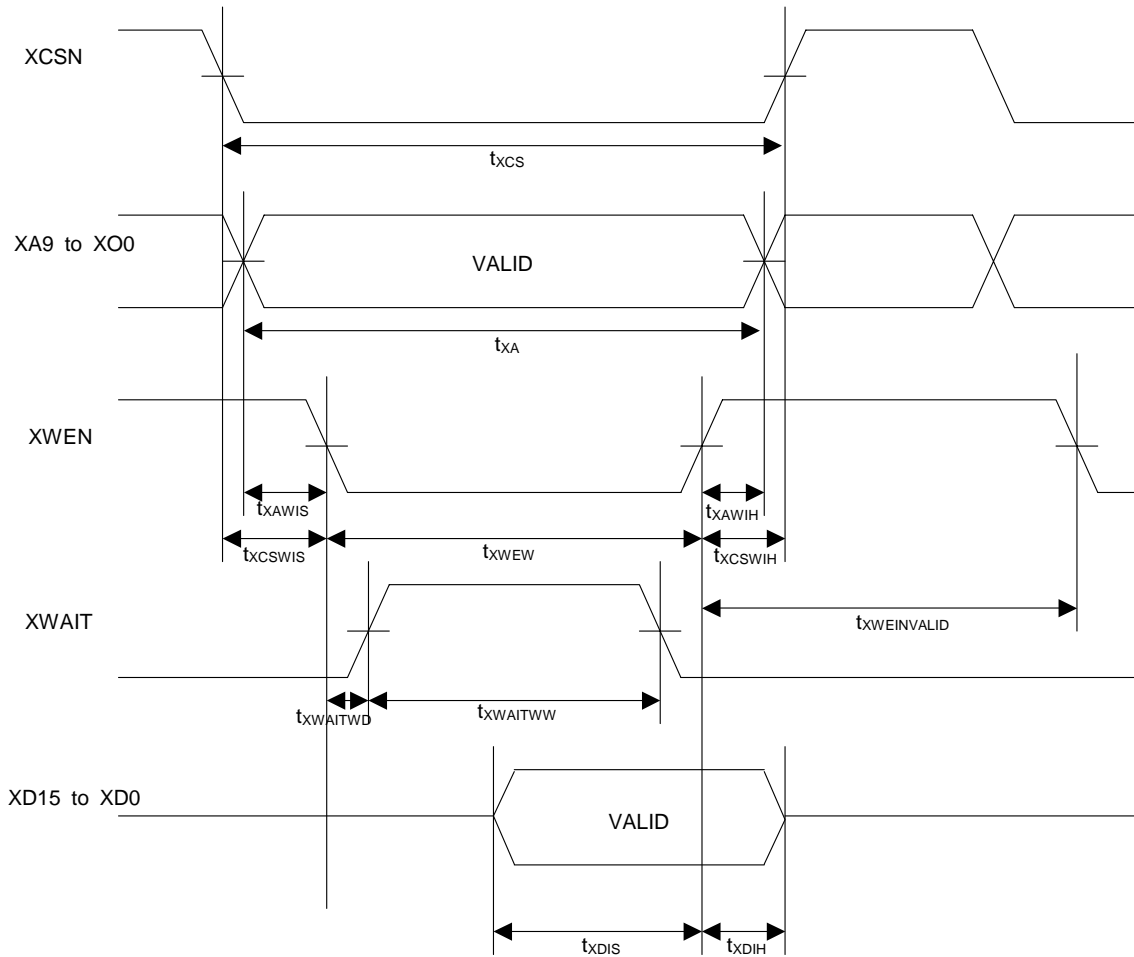 XCSN
tXCS
XA9 to XO0
VALID
tXA
XWEN
tXAWIS
tXAWIH
tXCSWIS
tXWEW
tXCSWIH
XWAIT
tXWEINVALID
tXWAITWD
tXWAITWW
XD15 to XD0
VALID
tXDIS
tXDIH